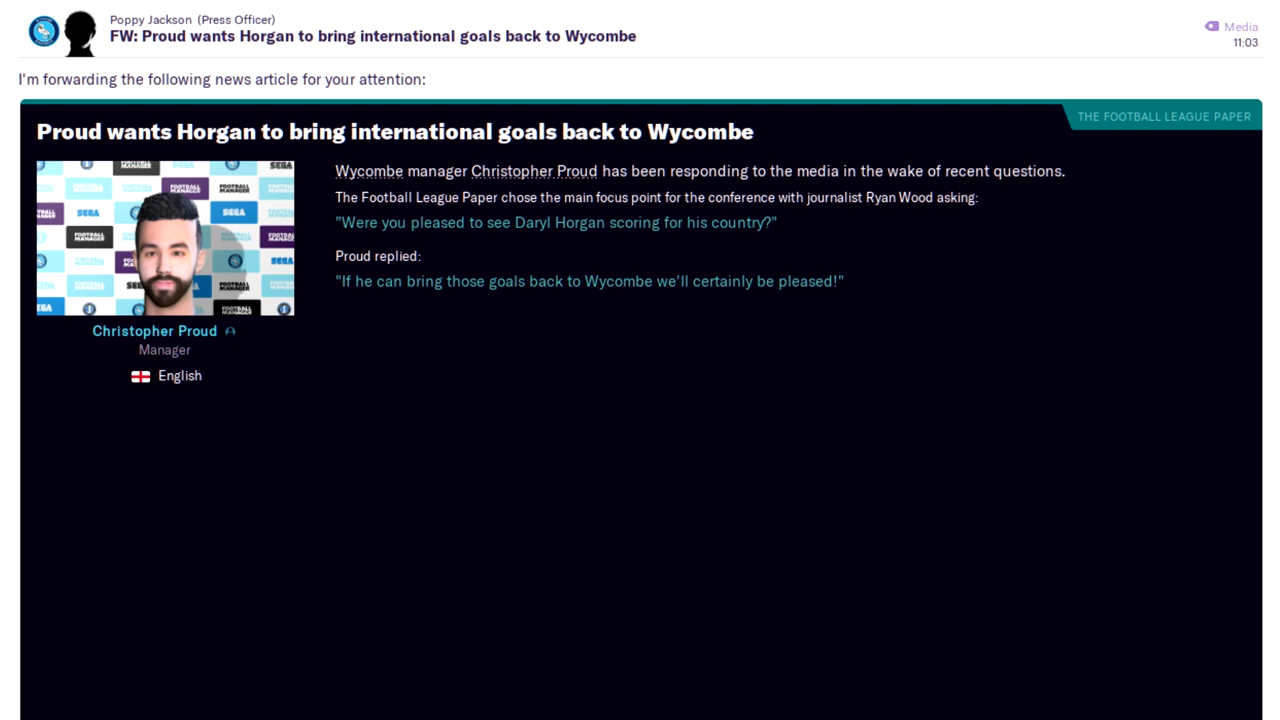 Poppy Jackson (Press Officer)
FW: Proud wants Horgan to bring international goals back to Wycombe
Media
11:03
I'm forwarding the following news article for your attention:
THE FOOTBALL LEAGUE PAPER
Proud wants Horgan to bring international goals back to Wycombe
Wycombe manager Christopher Proud has been responding to the media in the wake of recent questions.
The Football League Paper chose the main focus point for the conference with journalist Ryan Wood asking:
"Were you pleased to see Daryl Horgan scoring for his country?"
Proud replied:
"If he can bring those goals back to Wycombe we'll certainly be pleased!"
FOOTBALL MANAGER
SEGA
Christopher Proud
Manager
English